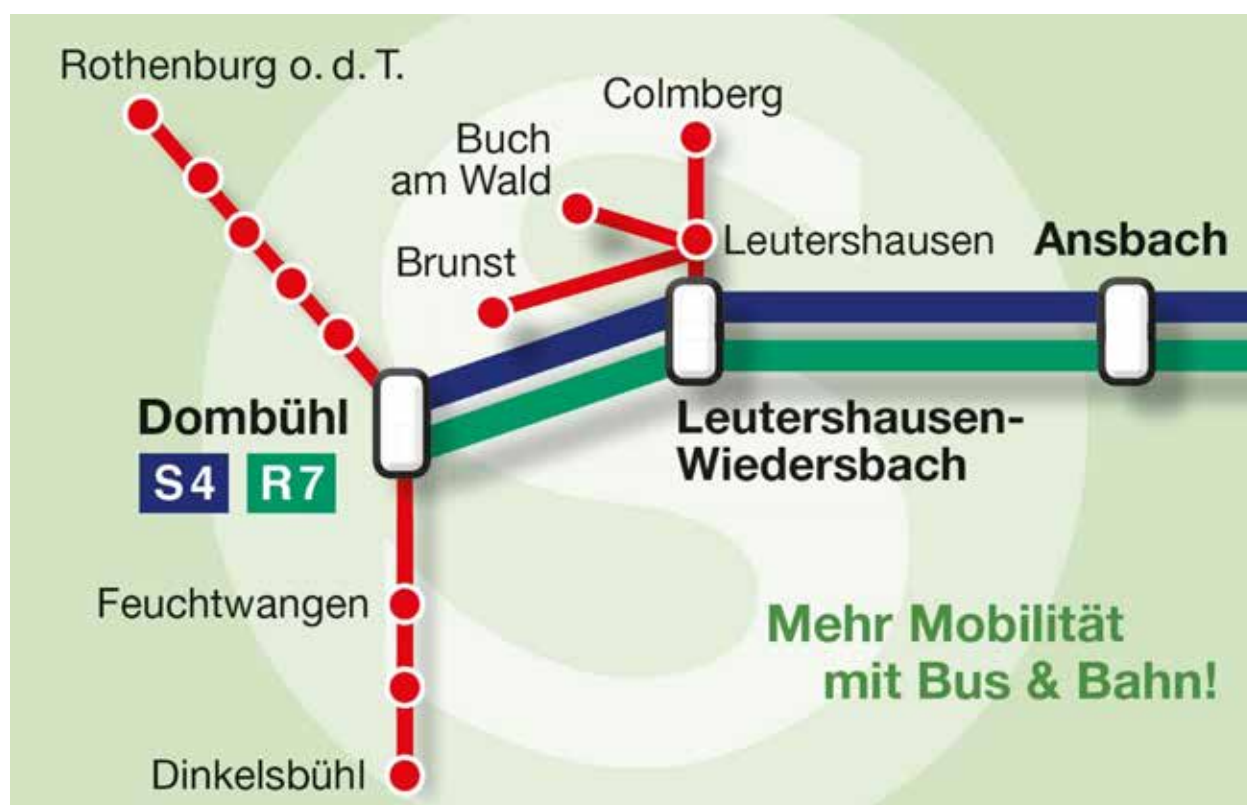 Rothenburg o. d. T.
Colmberg
Buch
am Wald
Leutershausen
Ansbach
Brunst
Dombühl
S4 R7
Leutershausen-
Wiedersbach
Feuchtwangen
Mehr Mobilität
mit Bus & Bahn!
Dinkelsbühl